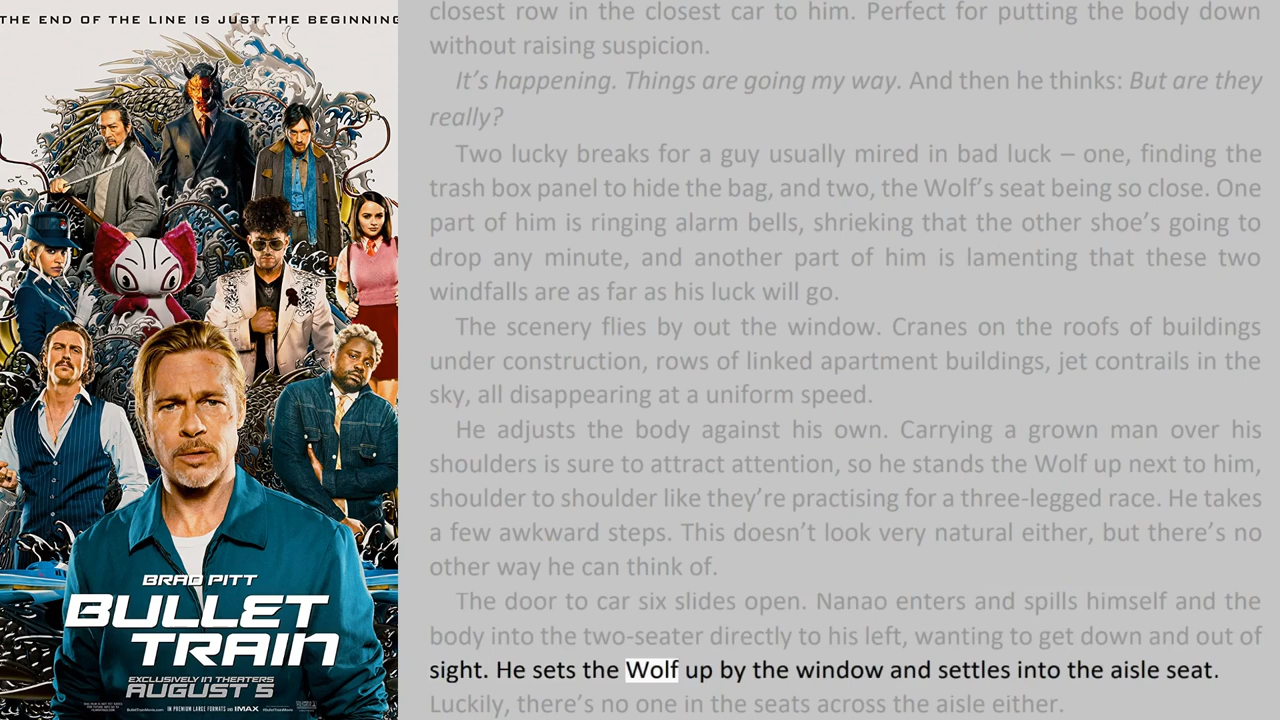 THE END OF THE LINE IS JUST THE BEGINNING
BRAD PITT
BULLET
TRAIN
EXCLUSIVELY IN THEATERS
AUGUST 5
IN PREMIUM LARGE FORMATS AND IMAX
closest row in the closest car to him. Perfect for putting the body down
without raising suspicion.
It's happening. Things are going my way. And then he thinks: But are they
really?
Two lucky breaks for a guy usually mired in bad luck – one, finding the
trash box panel to hide the bag, and two, the Wolf's seat being so close. One
part of him is ringing alarm bells, shrieking that the other shoe's going to
drop any minute, and another part of him is lamenting that these two
windfalls are as far as his luck will go.
The scenery flies by out the window. Cranes on the roofs of buildings
under construction, rows of linked apartment buildings, jet contrails in the
sky, all disappearing at a uniform speed.
He adjusts the body against his own. Carrying a grown man over his
shoulders is sure to attrat attention, so he stands the Wolf up next to him,
shoulder to shoulder like they're practising for a three-legged race. He takes
a few awkward steps. This doesn't look very natural either, but there's no
other way he can think of.
The door to car six slides open. Nanao enters and spills himself and the
body into the two-seater directly to his left, wanting to get down and out of
sight. He sets the Wolf up by the window and settles into the aisle seat.
Luckily, there's no one in the seats across the aisle either.